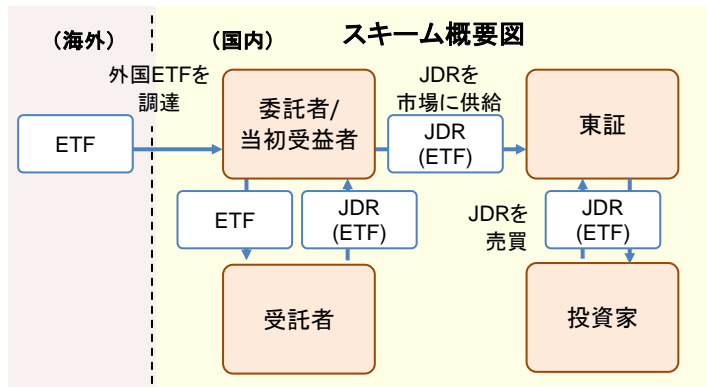 （海外）
（国内）
スキーム概要図
外国ETFを
調達
JDRを
市場に供給
委託者/
当初受益者
東証
ETF
JDR
(ETF)
ETF
JDR
(ETF)
JDRを
売買
JDR
(ETF)
受託者
投資家